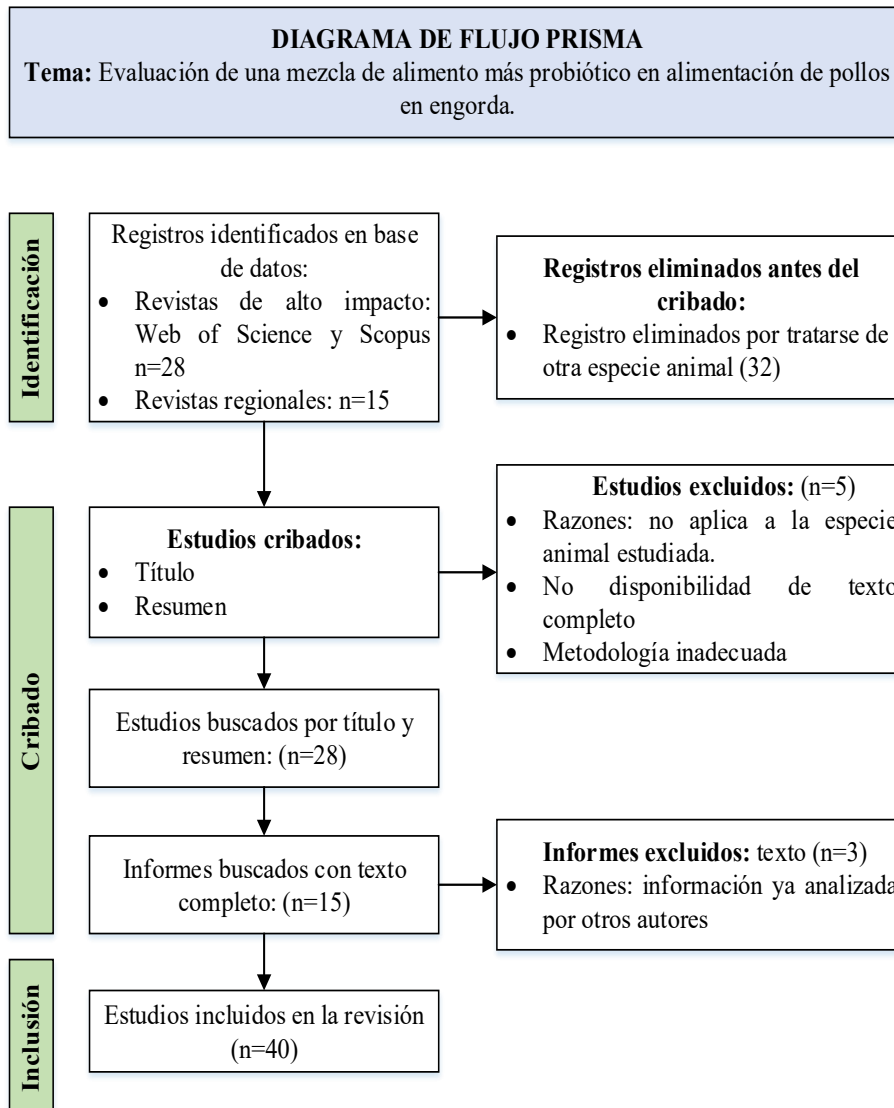 DIAGRAMA DE FLUJO PRISMA
Tema: Evaluación de una mezcla de alimento más probiótico en alimentación de pollos
en engorda.
Identificación
Registros identificados en base
de datos:
• Revistas de alto impacto:
Web of Science y Scopus
n=28
• Revistas regionales: n=15
Registros eliminados antes del
cribado:
• Registro eliminados por tratarse de
otra especie animal (32)
Cribado
Estudios cribados:
• Título
• Resumen
Estudios excluidos: (n=5)
• Razones: no aplica a la especie
animal estudiada.
• No disponibilidad de texto
completo
• Metodología inadecuada
Estudios buscados por título y
resumen: (n=28)
Informes buscados con texto
completo: (n=15)
Informes excluidos: texto (n=3)
• Razones: información ya analizada
por otros autores
Inclusión
Estudios incluidos en la revisión
(n=40)